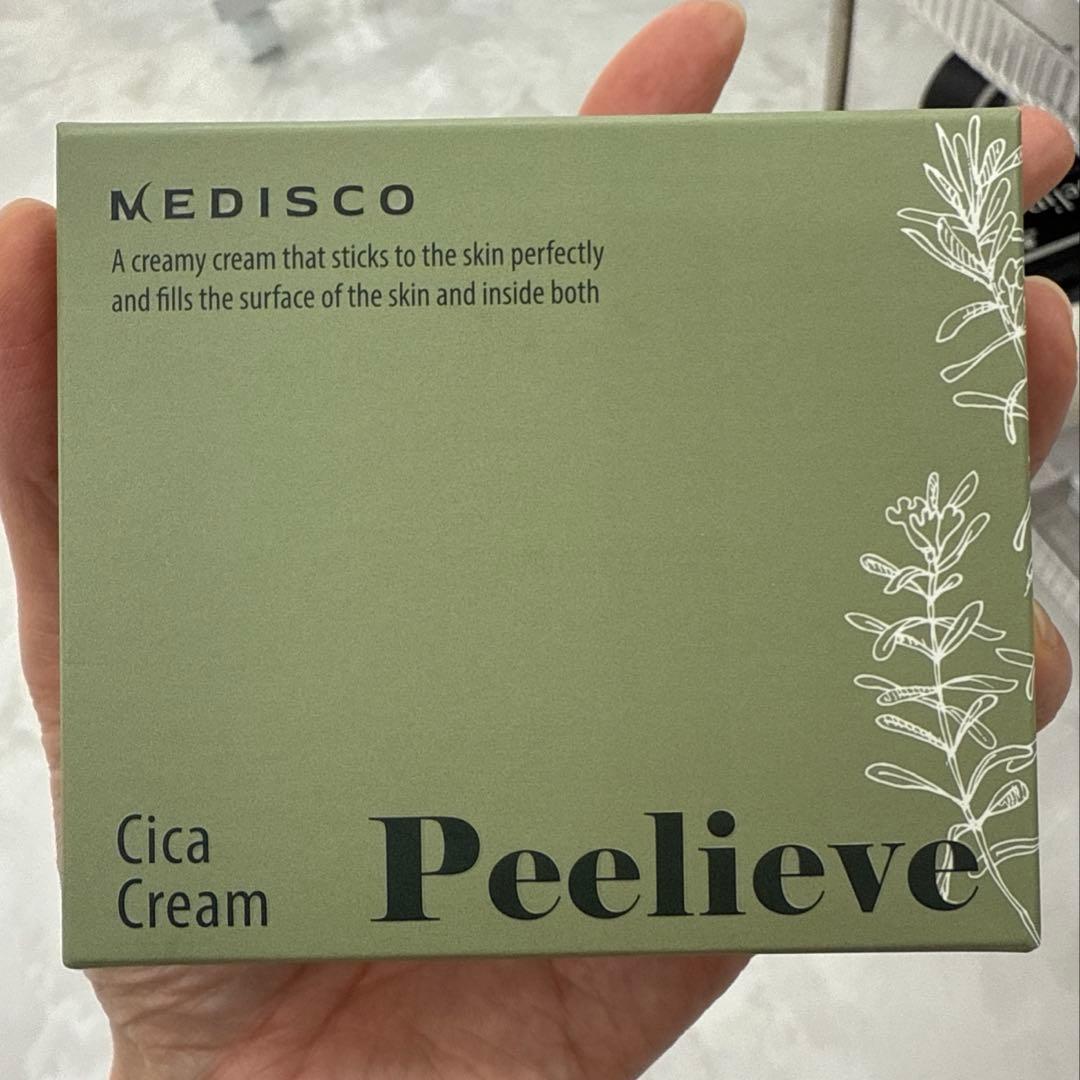 MEDISCO
A creamy cream that sticks to the skin perfectly
and fills the surface of the skin and inside both
Cica
Cream
Peelieve